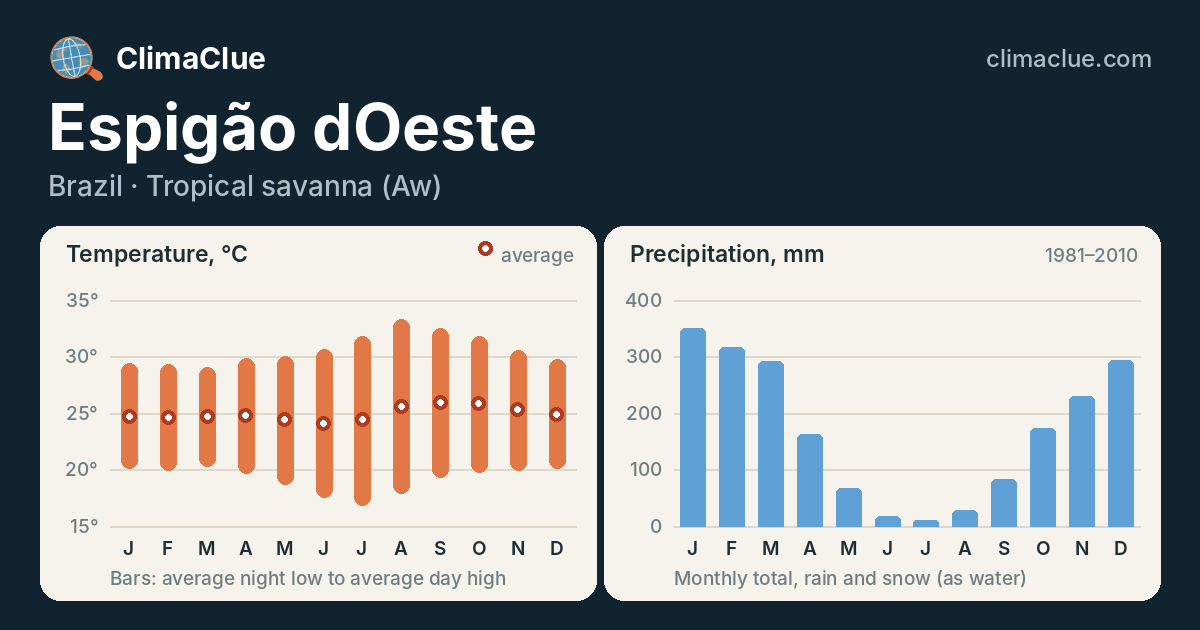 ClimaClue
climaclue.com
Espigão dOeste
Brazil · Tropical savanna (Aw)
Temperature, °C
average
35°
30°
25°
20°
15°
J F M A M J J A S O N D
Bars: average night low to average day high
Precipitation, mm
1981–2010
400
300
200
100
0
J F M A M J J A S O N D
Monthly total, rain and snow (as water)